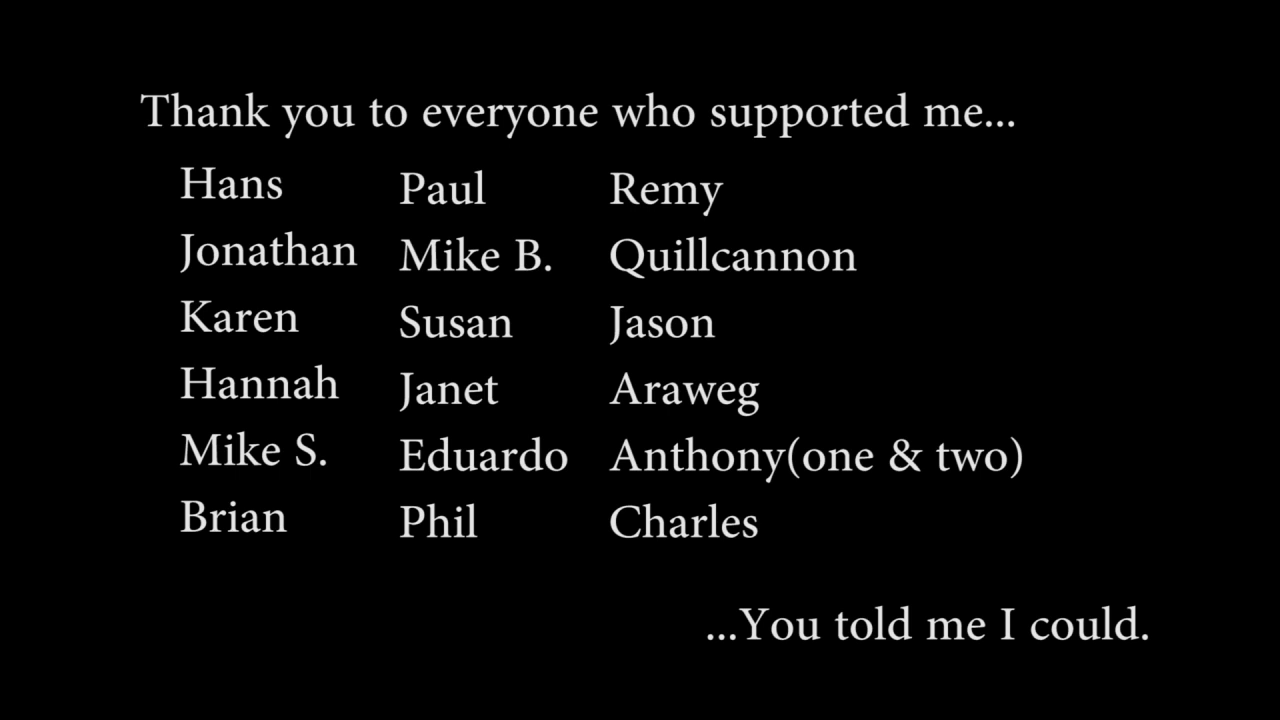 Thank you to everyone who supported me...
Hans
Jonathan
Karen
Hannah
Mike S.
Brian
Paul
Mike B.
Susan
Janet
Eduardo
Phil
Remy
Quillcannon
Jason
Araweg
Anthony(one & two)
Charles
...You told me I could.